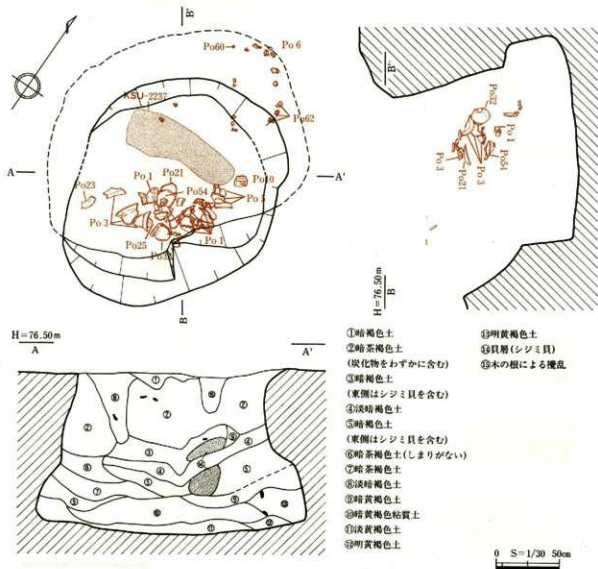 B'
Po60
Po 6
KSU-2237
Po62
A
A'
Po23
Po 1
Po21
Po54
Po10
Po 3
Po 5
Po25
Po 1
B
B'
Po32
Po 1
Po54
Po 3
Po21
Po 3
H=76.50m
B
H=76.50m
A
A'
①暗褐色土
②暗茶褐色土
(炭化物をわずかに含む)
③暗褐色土
(東側はシジミ貝を含む)
④淡暗褐色土
⑤暗褐色土
(東側はシジミ貝を含む)
⑥暗茶褐色土(しまりがない)
⑦暗茶褐色土
⑧淡暗褐色土
⑨暗黄褐色土
⑩暗黄褐色粘質土
⑪淡黄褐色土
⑫明黄褐色土
⑬明黄褐色土
⑭貝層(シジミ貝)
⑮木の根による攪乱
0 S=1/30 50cm